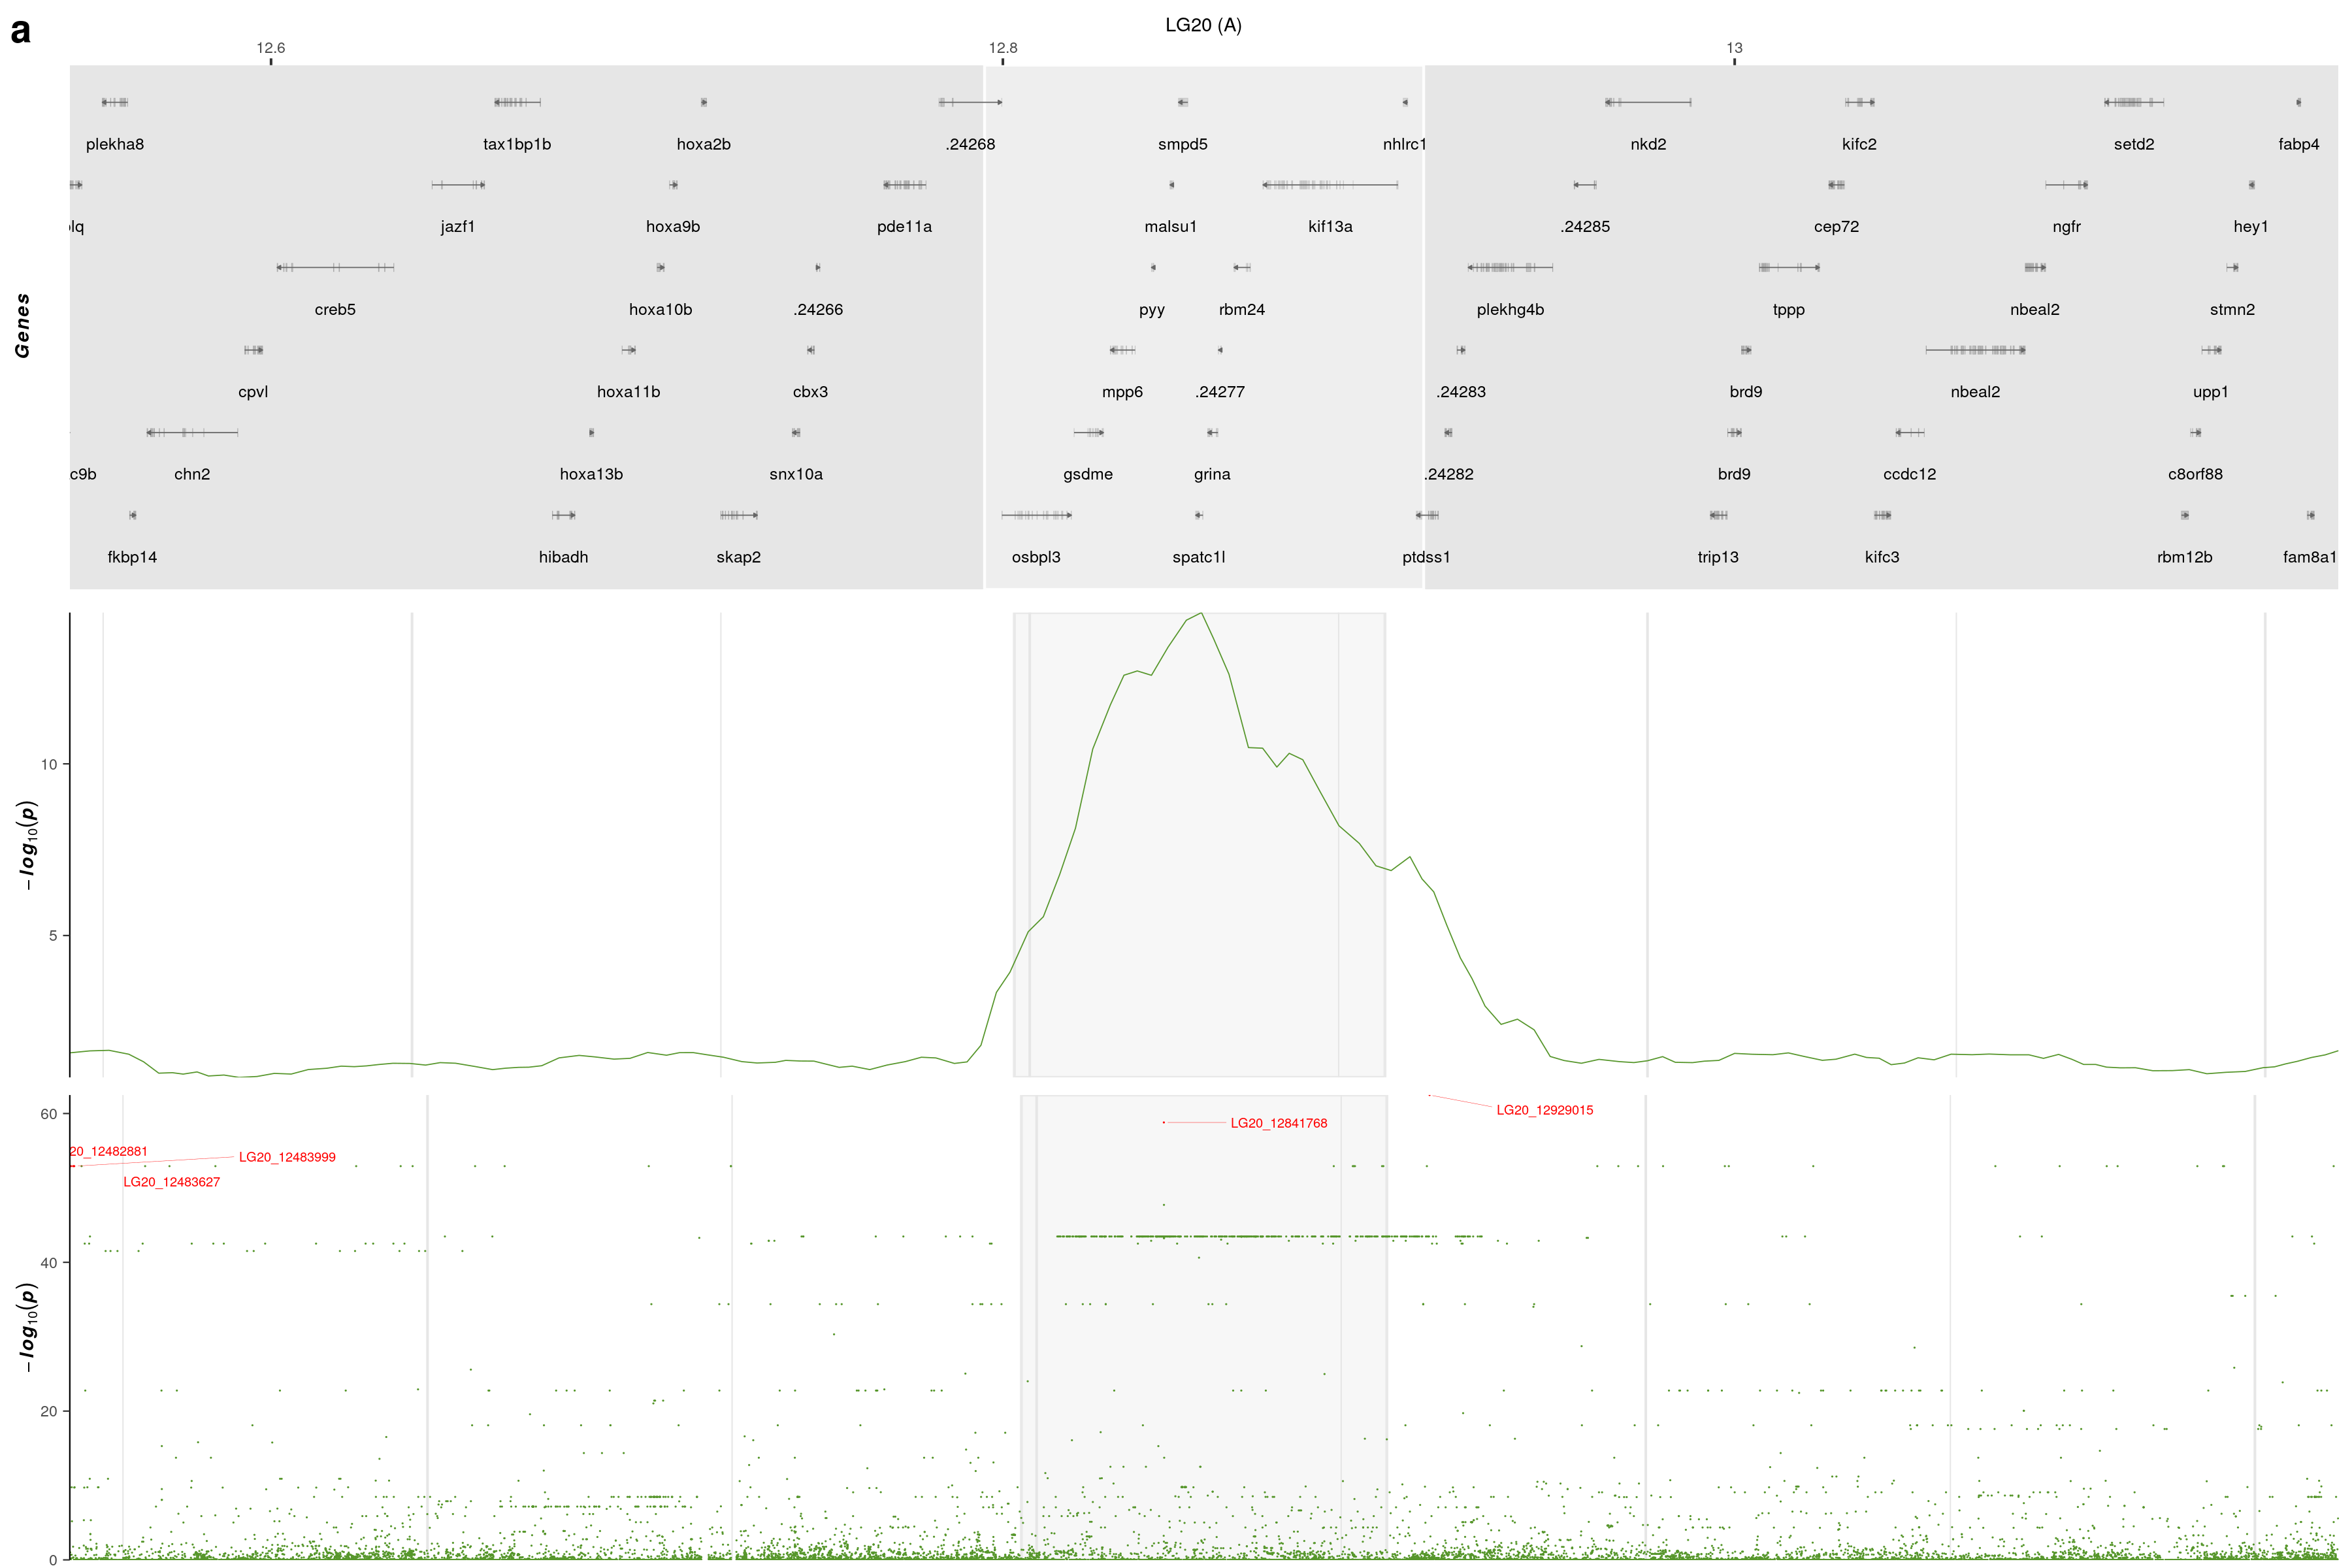 a
LG20 (A)
12.6 12.8 13
Genes
plekha8 tax1bp1b hoxa2b .24268 smpd5 nhlrc1 nkd2 kifc2 setd2 fabp4
lq jazf1 hoxa9b pde11a malsu1 kif13a .24285 cep72 ngfr hey1
creb5 hoxa10b .24266 pyy rbm24 plekhg4b tppp nbeal2 stmn2
cpvl hoxa11b cbx3 mpp6 .24277 .24283 brd9 nbeal2 upp1
c9b chn2 hoxa13b snx10a gsdme grina .24282 brd9 ccdc12 c8orf88
fkbp14 hibadh skap2 osbpl3 spatc1l ptdss1 trip13 kifc3 rbm12b fam8a1
−log10(p)
10
5
−log10(p)
60
40
20
0
LG20_12929015
LG20_12841768
20_12482881
LG20_12483999
LG20_12483627